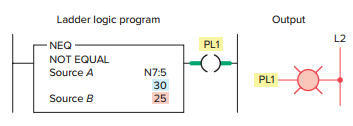 Ladder logic program
Output
L2
NEQ
NOT EQUAL
Source A N7:5
30
Source B 25
PL1
PL1